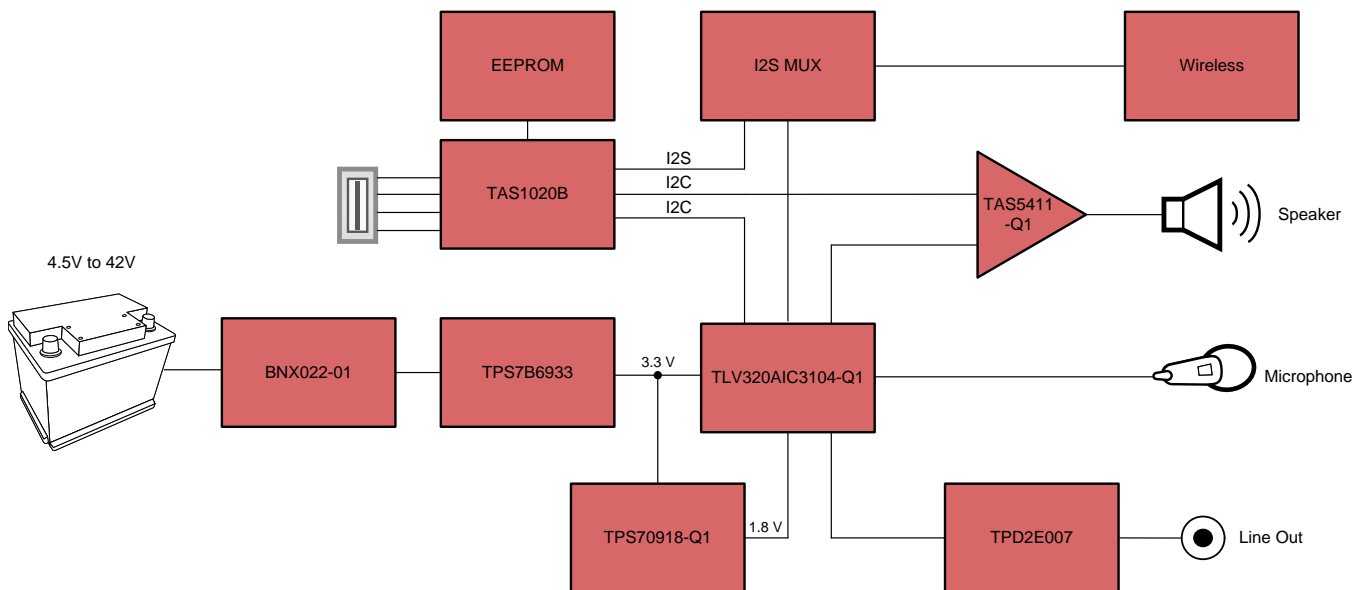 EEPROM
I2S MUX
Wireless
TAS1020B
I2S
I2C
I2C
TAS5411
-Q1
Speaker
4.5V to 42V
BNX022-01
TPS7B6933
3.3 V
TLV320AIC3104-Q1
Microphone
TPS70918-Q1
1.8 V
TPD2E007
Line Out